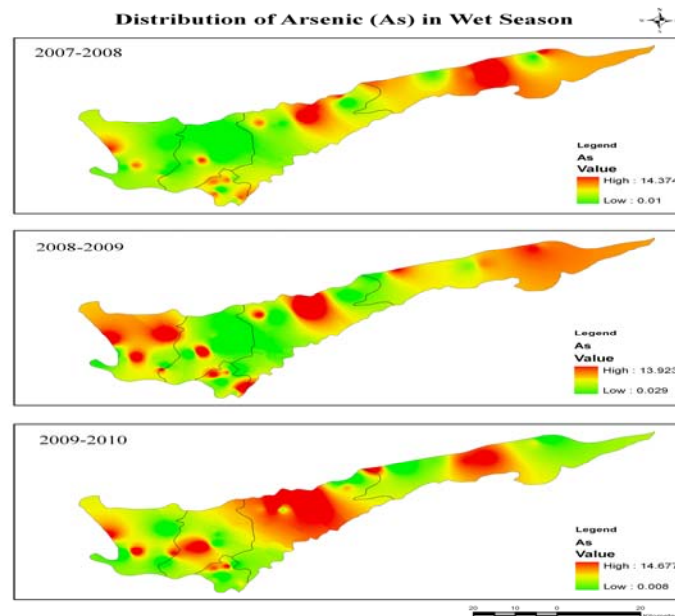 Distribution of Arsenic (As) in Wet Season
2007-2008
Legend
As
Value
High : 14.374
Low : 0.01
2008-2009
Legend
As
Value
High : 13.923
Low : 0.029
2009-2010
Legend
As
Value
High : 14.677
Low : 0.008
20 10 0 20